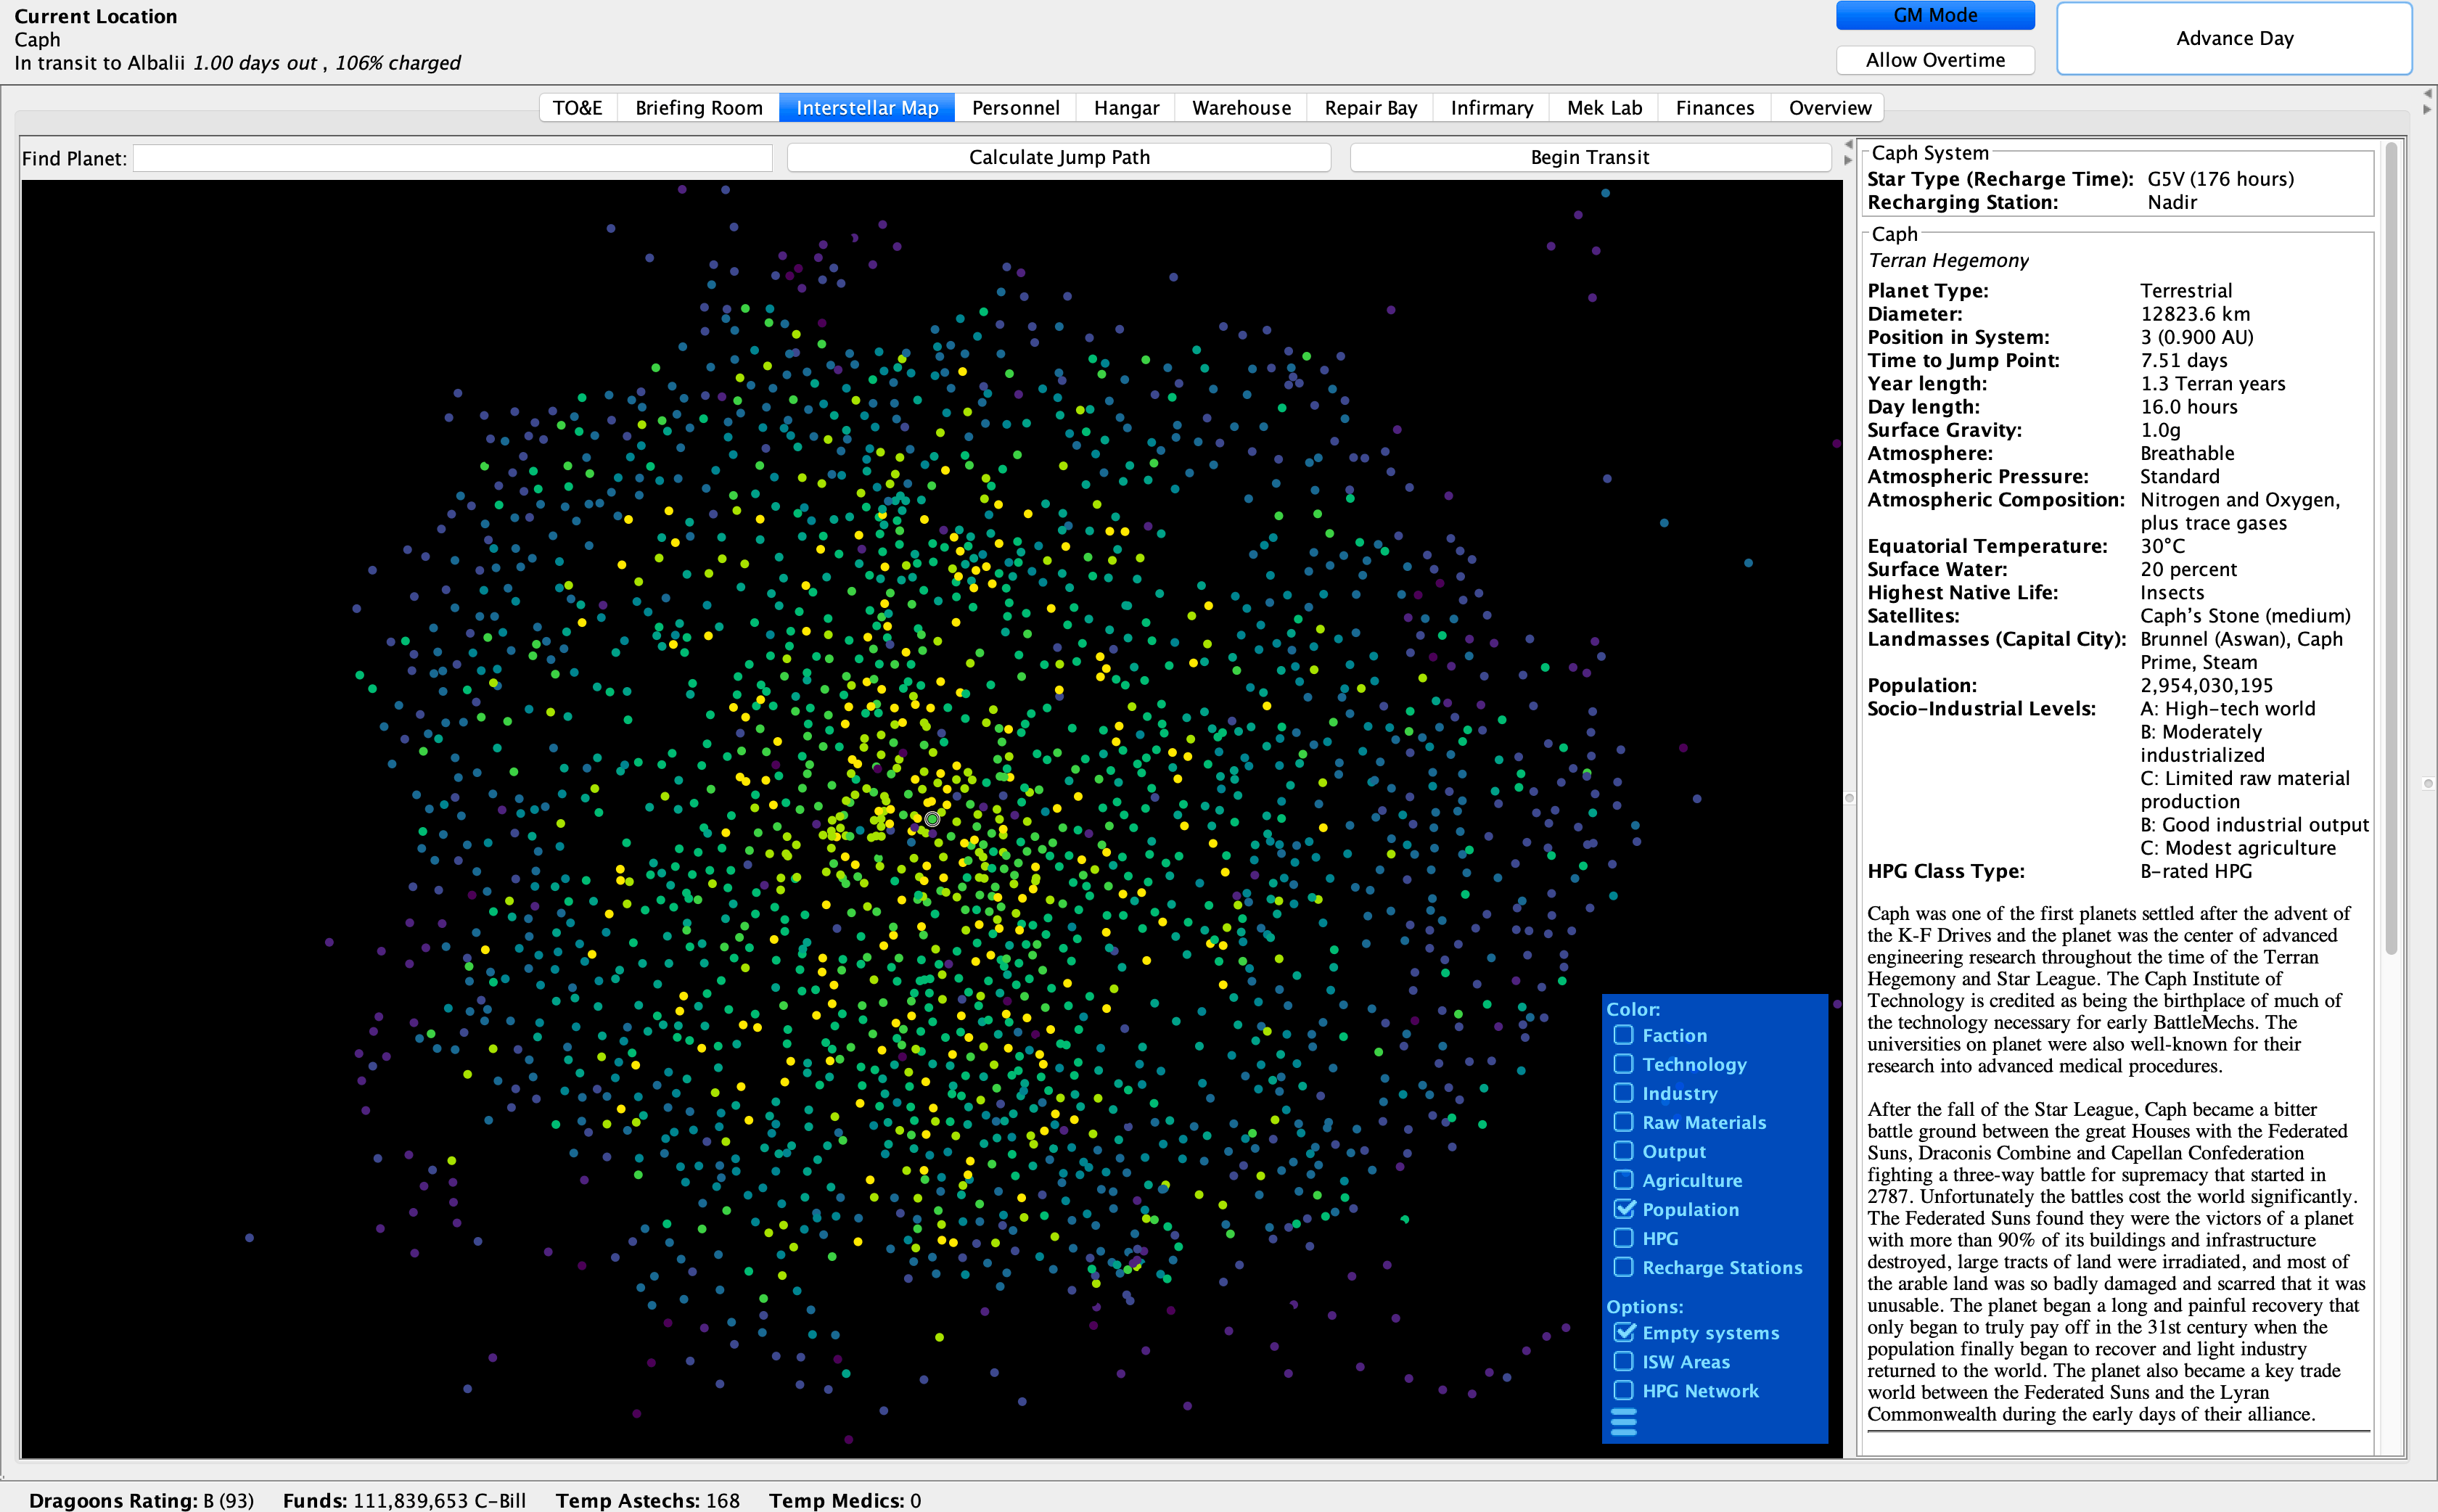 Current Location
Caph
In transit to Albalii 1.00 days out , 106% charged
GM Mode
Allow Overtime
Advance Day
TO&E Briefing Room Interstellar Map Personnel Hangar Warehouse Repair Bay Infirmary Mek Lab Finances Overview
Find Planet:
Calculate Jump Path
Begin Transit
Color:
Faction
Technology
Industry
Raw Materials
Output
Agriculture
Population
HPG
Recharge Stations
Options:
Empty systems
ISW Areas
HPG Network
Caph System
Star Type (Recharge Time): G5V (176 hours)
Recharging Station: Nadir
Caph
Terran Hegemony
Planet Type: Terrestrial
Diameter: 12823.6 km
Position in System: 3 (0.900 AU)
Time to Jump Point: 7.51 days
Year length: 1.3 Terran years
Day length: 16.0 hours
Surface Gravity: 1.0g
Atmosphere: Breathable
Atmospheric Pressure: Standard
Atmospheric Composition: Nitrogen and Oxygen,
plus trace gases
Equatorial Temperature: 30°C
Surface Water: 20 percent
Highest Native Life: Insects
Satellites: Caph's Stone (medium)
Landmasses (Capital City): Brunnel (Aswan), Caph
Prime, Steam
Population: 2,954,030,195
Socio-Industrial Levels: A: High-tech world
B: Moderately
industrialized
C: Limited raw material
production
B: Good industrial output
C: Modest agriculture
HPG Class Type: B-rated HPG
Caph was one of the first planets settled after the advent of
the K-F Drives and the planet was the center of advanced
engineering research throughout the time of the Terran
Hegemony and Star League. The Caph Institute of
Technology is credited as being the birthplace of much of
the technology necessary for early BattleMechs. The
universities on planet were also well-known for their
research into advanced medical procedures.
After the fall of the Star League, Caph became a bitter
battle ground between the great Houses with the Federated
Suns, Draconis Combine and Capellan Confederation
fighting a three-way battle for supremacy that started in
2787. Unfortunately the battles cost the world significantly.
The Federated Suns found they were the victors of a planet
with more than 90% of its buildings and infrastructure
destroyed, large tracts of land were irradiated, and most of
the arable land was so badly damaged and scarred that it was
unusable. The planet began a long and painful recovery that
only began to truly pay off in the 31st century when the
population finally began to recover and light industry
returned to the world. The planet also became a key trade
world between the Federated Suns and the Lyran
Commonwealth during the early days of their alliance.
Dragoons Rating: B (93) Funds: 111,839,653 C-Bill Temp Astechs: 168 Temp Medics: 0